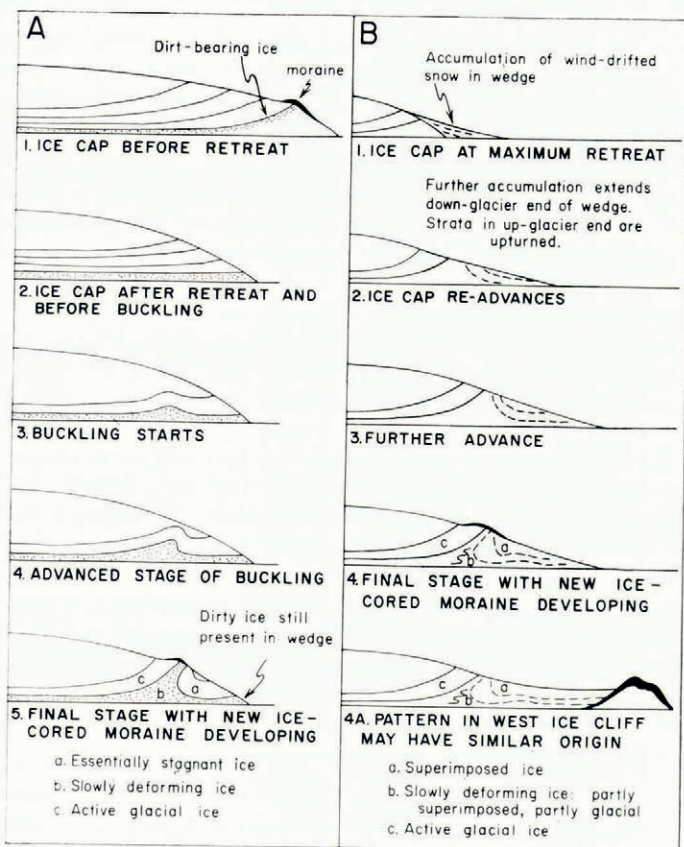 A
Dirt-bearing ice
moraine
1. ICE CAP BEFORE RETREAT
2. ICE CAP AFTER RETREAT AND
BEFORE BUCKLING
3. BUCKLING STARTS
4. ADVANCED STAGE OF BUCKLING
Dirty ice still
present in wedge
c
b
a
5. FINAL STAGE WITH NEW ICE-
CORED MORAINE DEVELOPING
a. Essentially stagnant ice
b. Slowly deforming ice
c. Active glacial ice
B
Accumulation of wind-drifted
snow in wedge
1. ICE CAP AT MAXIMUM RETREAT
Further accumulation extends
down-glacier end of wedge.
Strata in up-glacier end are
upturned.
2. ICE CAP RE-ADVANCES
3. FURTHER ADVANCE
c
b
a
4. FINAL STAGE WITH NEW ICE-
CORED MORAINE DEVELOPING
c
b
a
4A. PATTERN IN WEST ICE CLIFF
MAY HAVE SIMILAR ORIGIN
a. Superimposed ice
b. Slowly deforming ice: partly
superimposed, partly glacial
c. Active glacial ice